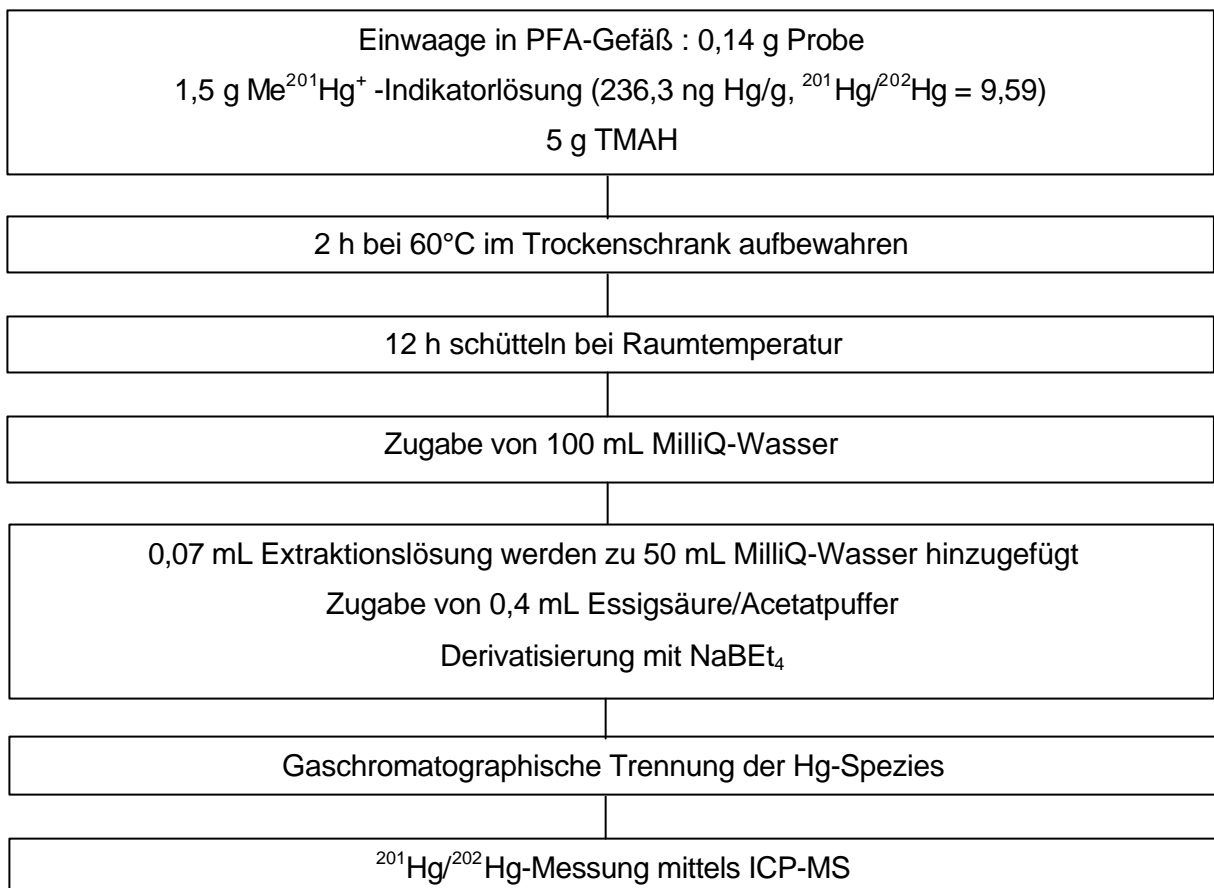 Einwaage in PFA-Gefäß : 0,14 g Probe
1,5 g Me²⁰¹Hg⁺ -Indikatorlösung (236,3 ng Hg/g, ²⁰¹Hg/²⁰²Hg = 9,59)
5 g TMAH
2 h bei 60°C im Trockenschrank aufbewahren
12 h schütteln bei Raumtemperatur
Zugabe von 100 mL MilliQ-Wasser
0,07 mL Extraktionslösung werden zu 50 mL MilliQ-Wasser hinzugefügt
Zugabe von 0,4 mL Essigsäure/Acetatpuffer
Derivatisierung mit NaBEt₄
Gaschromatographische Trennung der Hg-Spezies
²⁰¹Hg/²⁰²Hg-Messung mittels ICP-MS